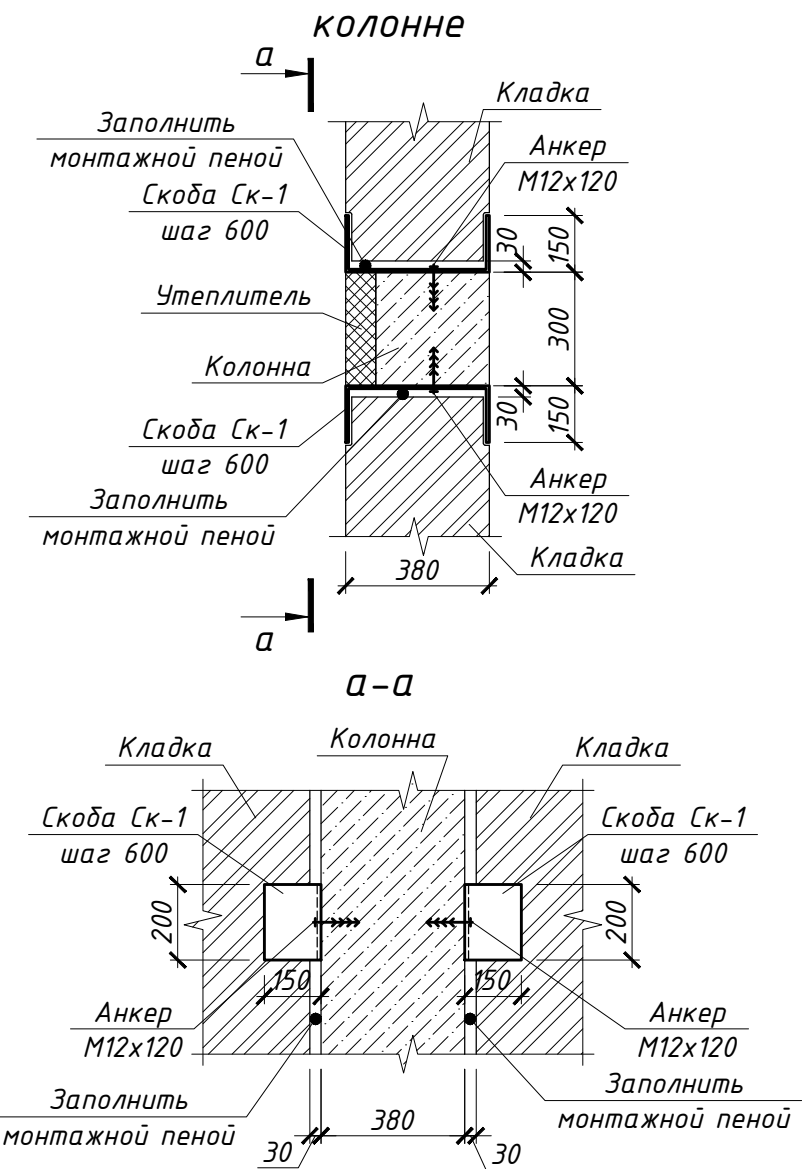 колонне
а
Кладка
Заполнить
монтажной пеной
Анкер
М12х120
Скоба Ск-1
шаг 600
30
150
Утеплитель
300
Колонна
30
150
Скоба Ск-1
шаг 600
Заполнить
монтажной пеной
Анкер
М12х120
Кладка
380
а
а-а
Кладка
Колонна
Кладка
Скоба Ск-1
шаг 600
Скоба Ск-1
шаг 600
200
200
150
150
Анкер
М12х120
Анкер
М12х120
Заполнить
монтажной пеной
Заполнить
монтажной пеной
30
380
30